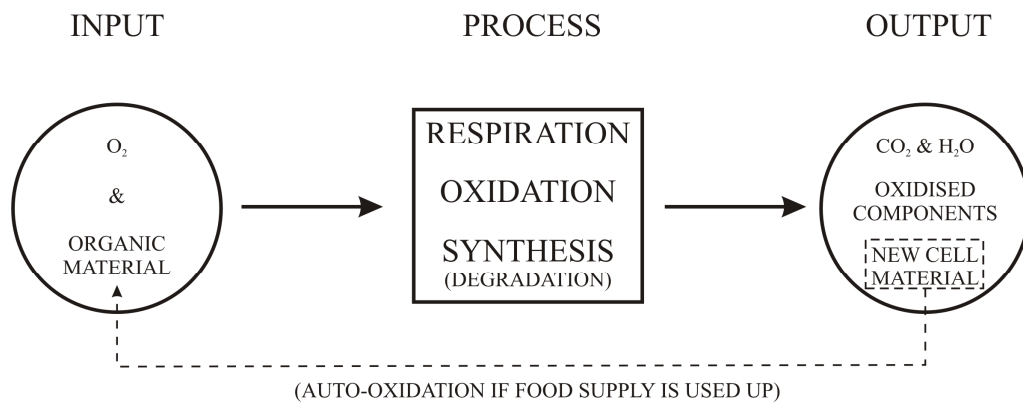 INPUT
PROCESS
OUTPUT
O₂
&
ORGANIC
MATERIAL
RESPIRATION
OXIDATION
SYNTHESIS
(DEGRADATION)
CO₂ & H₂O
OXIDISED
COMPONENTS
NEW CELL
MATERIAL
(AUTO-OXIDATION IF FOOD SUPPLY IS USED UP)